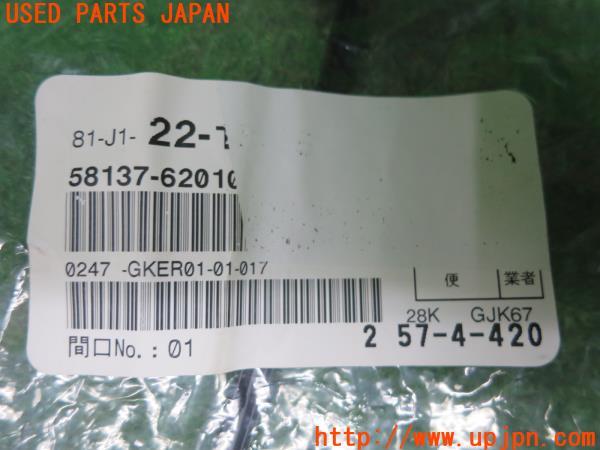 USED PARTS JAPAN
81-J1- 22-
58137-62010
0247 -GKER01-01-017
便 業者
28K GJK67
間口No.: 01
2 57-4-420
http://www.upjpn.com/